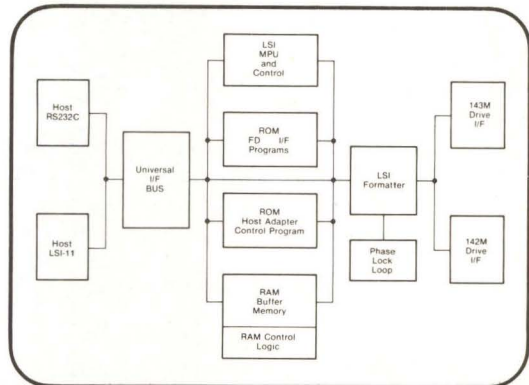 LSI
MPU
and
Control
Host
RS232C
143M
Drive
I/F
ROM
FD I/F
Programs
Universal
I/F
BUS
LSI
Formatter
ROM
Host Adapter
Control Program
Host
LSI-11
Phase
Lock
Loop
142M
Drive
I/F
RAM
Buffer
Memory
RAM Control
Logic